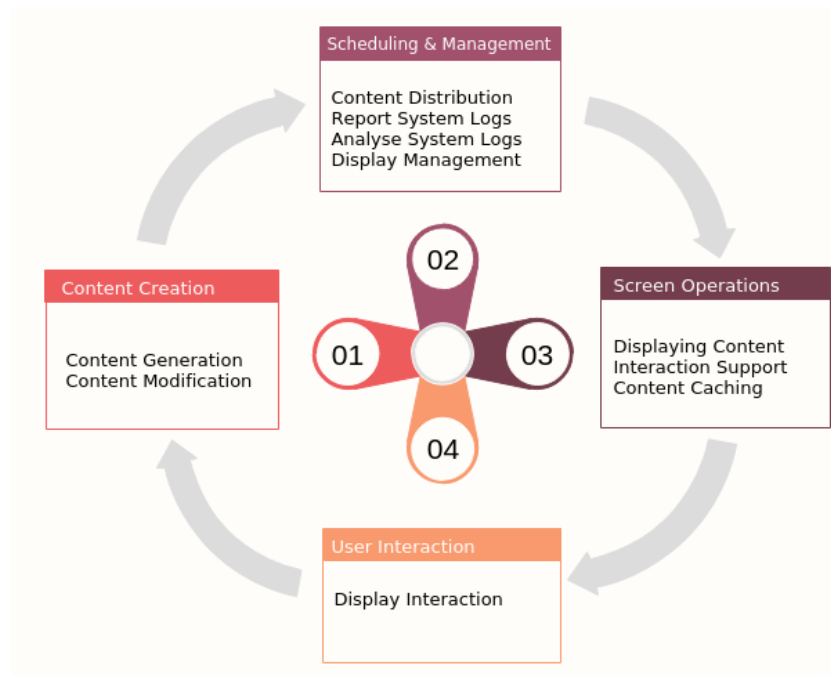 Scheduling & Management
Content Distribution
Report System Logs
Analyse System Logs
Display Management
Content Creation
Content Generation
Content Modification
02
01
03
04
Screen Operations
Displaying Content
Interaction Support
Content Caching
User Interaction
Display Interaction